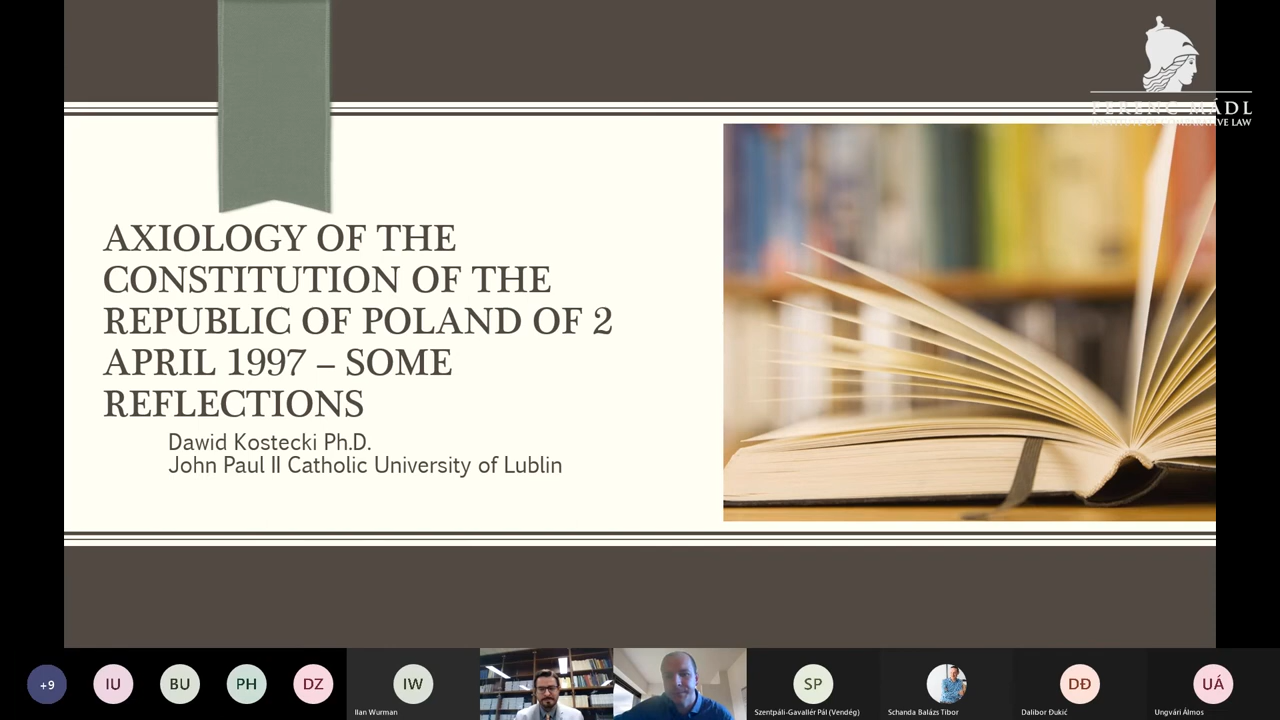 FERENC MÁDL
AXIOLOGY OF THE
CONSTITUTION OF THE
REPUBLIC OF POLAND OF 2
APRIL 1997 – SOME
REFLECTIONS
Dawid Kostecki Ph.D.
John Paul II Catholic University of Lublin
+9
IU
BU
PH
DZ
IW
SP
DĐ
UÁ
Ilan Wurman
Szentpáli-Gavallér Pál (Vendég)
Schanda Balázs Tibor
Dalibor Đukić
Ungvári Álmos